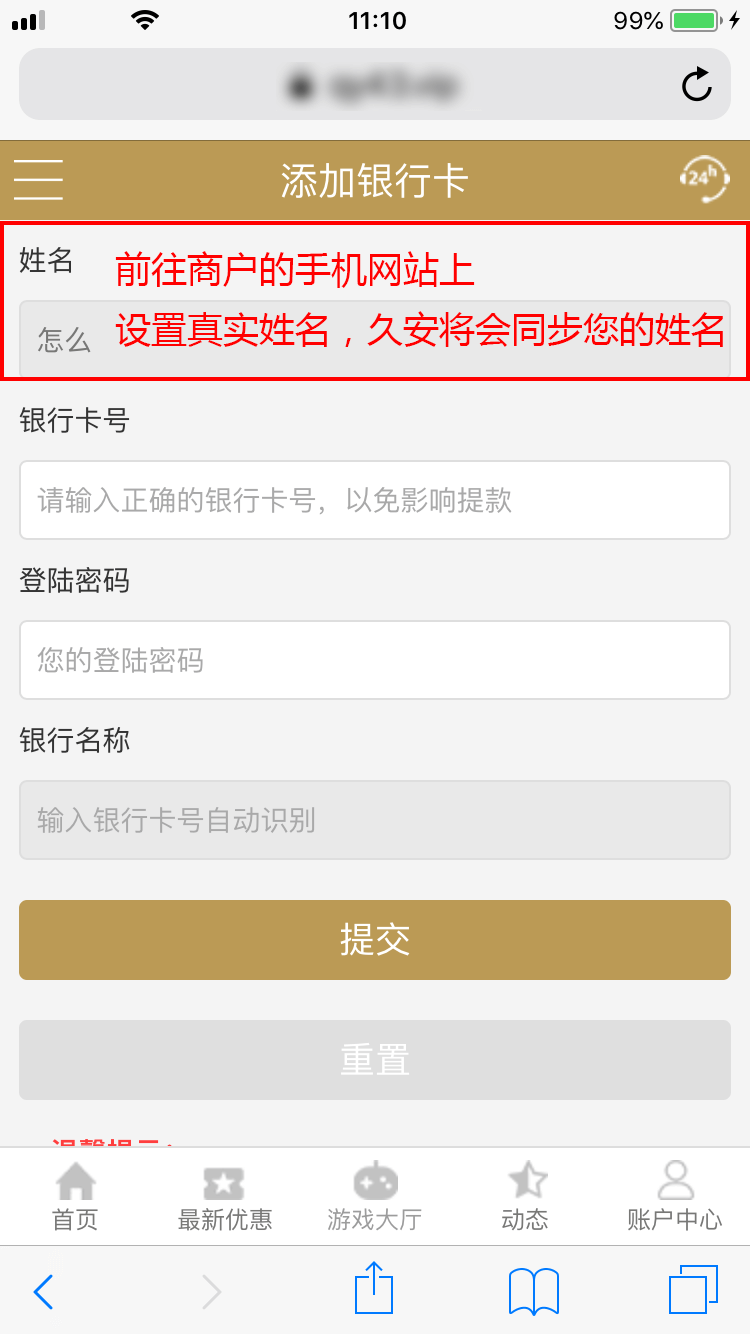 11:10
99%
添加银行卡
24h
姓名
前往商户的手机网站上
怎么
设置真实姓名，久安将会同步您的姓名
银行卡号
请输入正确的银行卡号，以免影响提款
登陆密码
您的登陆密码
银行名称
输入银行卡号自动识别
提交
重置
首页
最新优惠
游戏大厅
动态
账户中心